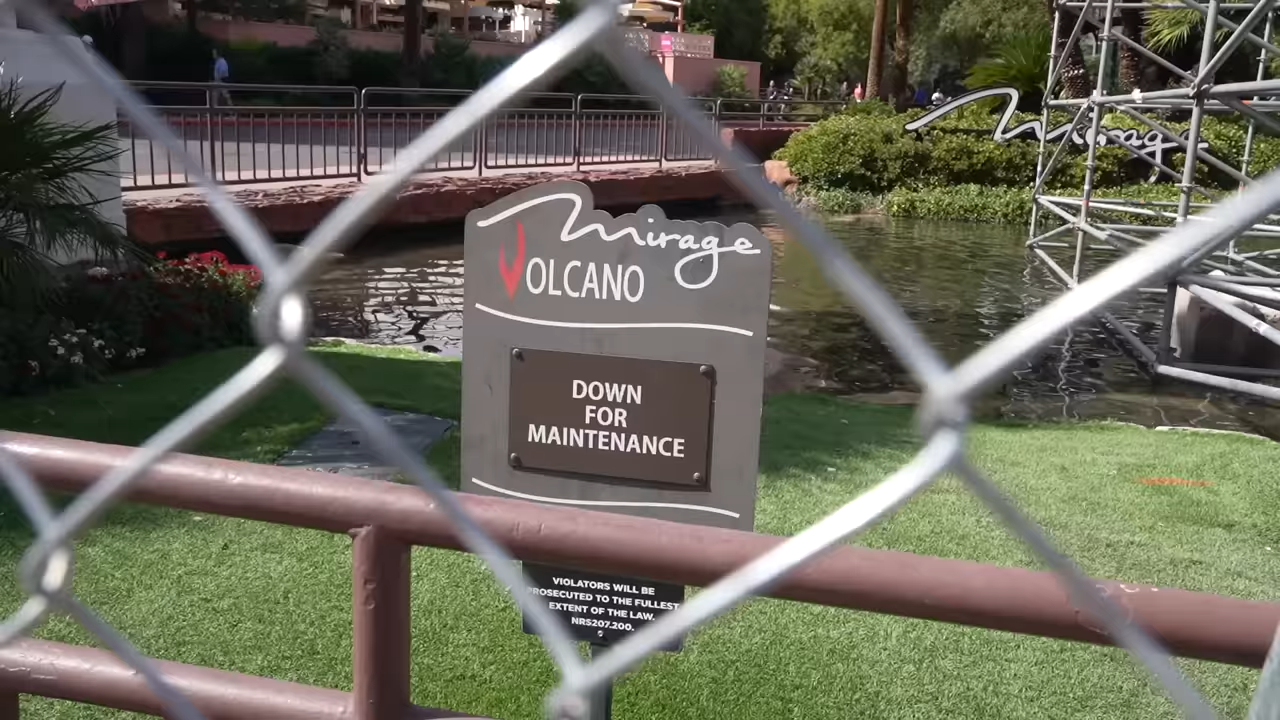 Mirage
Mirage
VOLCANO
DOWN
FOR
MAINTENANCE
VIOLATORS WILL BE
PROSECUTED TO THE FULLEST
EXTENT OF THE LAW.
NRS207.200.